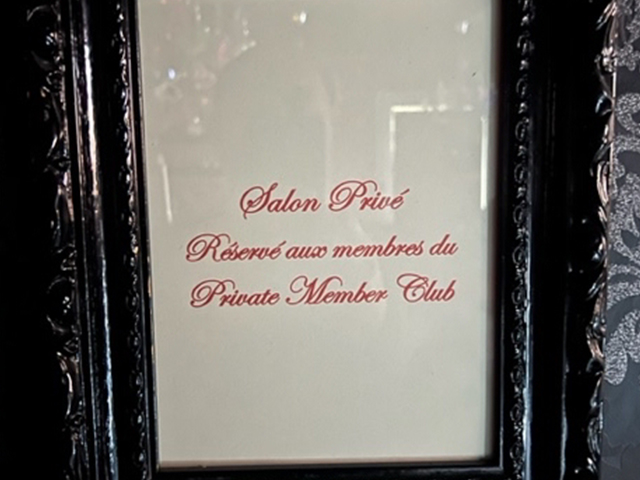 Salon Privé
Réservé aux membres du
Private Member Club